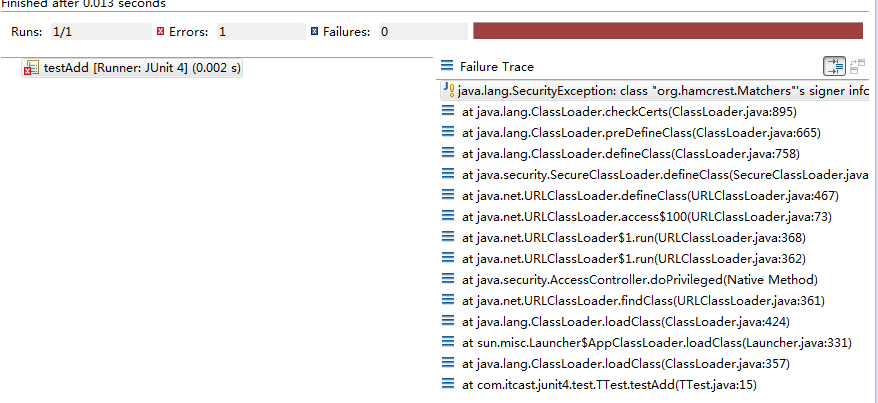 Finished after 0.013 seconds
Runs: 1/1 Errors: 1 Failures: 0
testAdd [Runner: JUnit 4] (0.002 s)
Failure Trace
java.lang.SecurityException: class "org.hamcrest.Matchers"'s signer info
at java.lang.ClassLoader.checkCerts(ClassLoader.java:895)
at java.lang.ClassLoader.preDefineClass(ClassLoader.java:665)
at java.lang.ClassLoader.defineClass(ClassLoader.java:758)
at java.security.SecureClassLoader.defineClass(SecureClassLoader.java
at java.net.URLClassLoader.defineClass(URLClassLoader.java:467)
at java.net.URLClassLoader.access$100(URLClassLoader.java:73)
at java.net.URLClassLoader$1.run(URLClassLoader.java:368)
at java.net.URLClassLoader$1.run(URLClassLoader.java:362)
at java.security.AccessController.doPrivileged(Native Method)
at java.net.URLClassLoader.findClass(URLClassLoader.java:361)
at java.lang.ClassLoader.loadClass(ClassLoader.java:424)
at sun.misc.Launcher$AppClassLoader.loadClass(Launcher.java:331)
at java.lang.ClassLoader.loadClass(ClassLoader.java:357)
at com.itcast.junit4.test.TTest.testAdd(TTest.java:15)